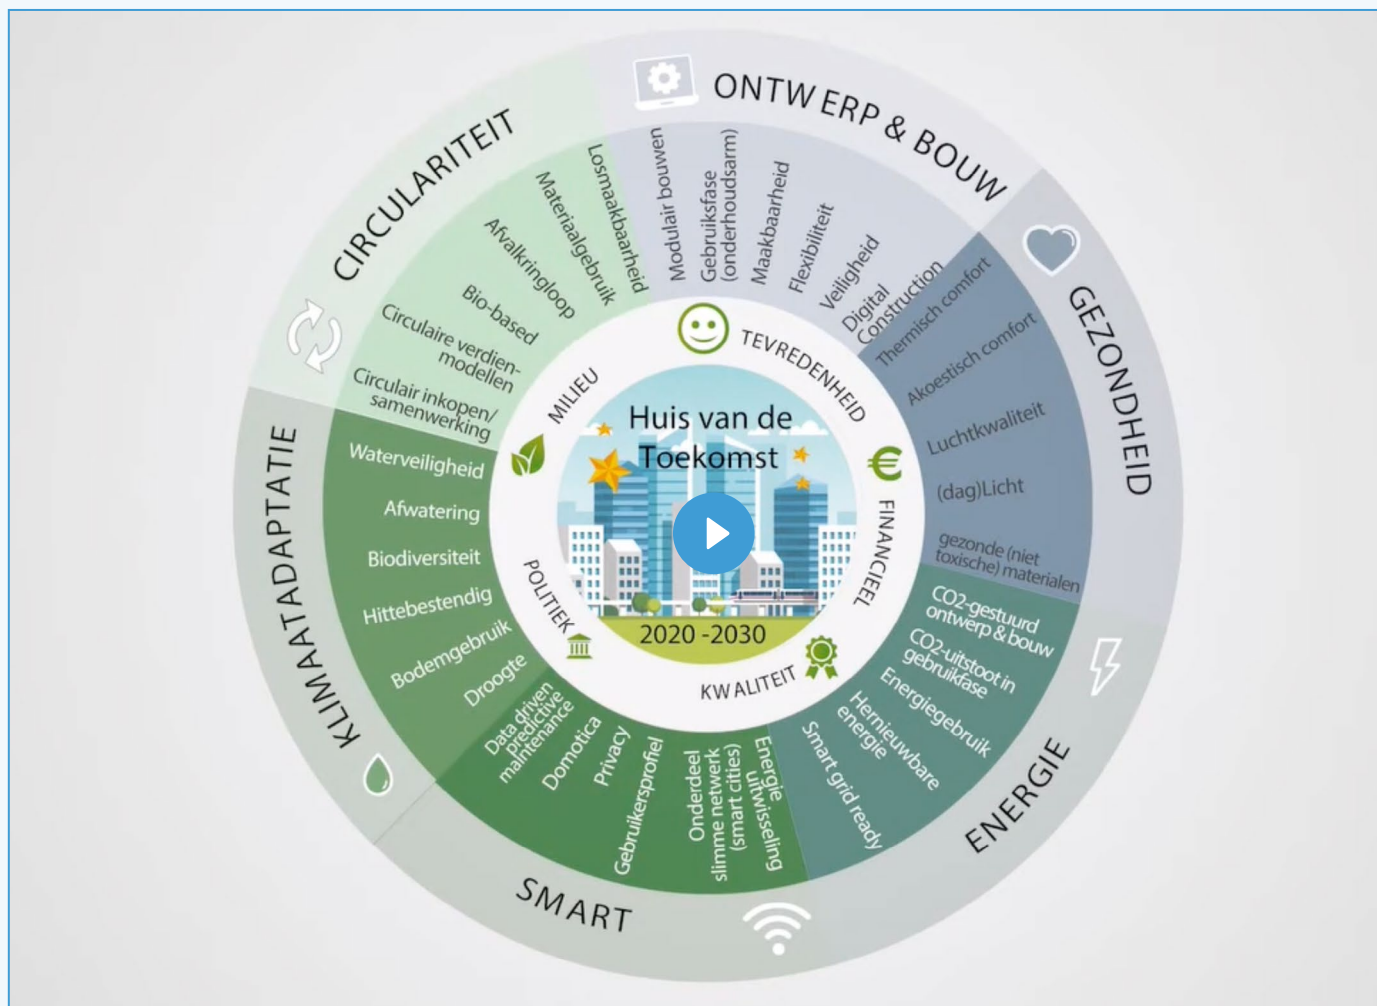 ONTWERP & BOUW
Modulair bouwen
Gebruiksfase
(onderhoudsarm)
Maakbaarheid
Flexibiliteit
Veiligheid
Digital
Construction
GEZONDHEID
Thermisch comfort
Akoestisch comfort
Luchtkwaliteit
(dag)Licht
gezonde (niet
toxische) materialen
ENERGIE
CO2-gestuurd
ontwerp & bouw
CO2-uitstoot in
gebruikfase
Energiegebruik
Hernieuwbare
energie
Smart grid ready
SMART
Energie
uitwisseling
Onderdeel
slimme netwerk
(smart cities)
Gebruikersprofiel
Privacy
Domotica
Data driven
predictive
maintenance
KLIMAATADAPTATIE
Droogte
Bodemgebruik
Hittebestendig
Biodiversiteit
Afwatering
Waterveiligheid
CIRCULARITEIT
Circulair inkopen/
samenwerking
Circulaire verdien-
modellen
Bio-based
Afvalkringloop
Materiaalgebruik
Losmaakbaarheid
TEVREDENHEID
FINANCIEEL
KWALITEIT
POLITIEK
MILIEU
Huis van de
Toekomst
2020 -2030